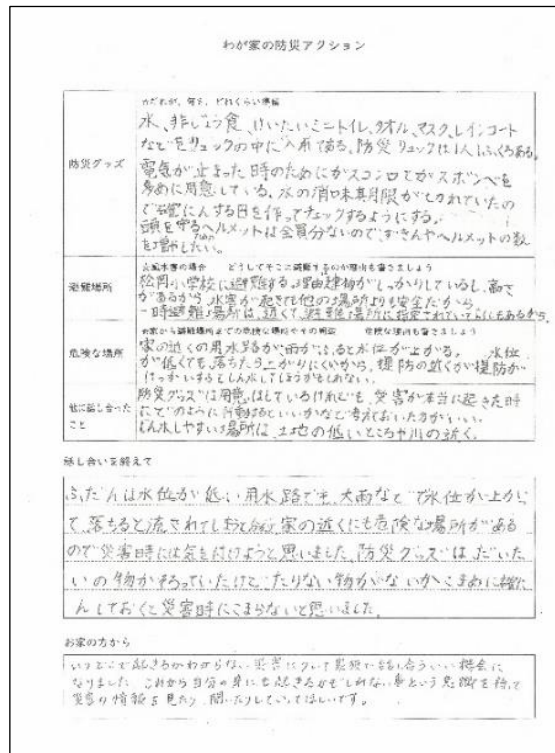 わが家の防災アクション
防災グッズ
☆だれが、何を、どれくらい準備
水、非じょう食、けいたいミニトイレ、タオル、マスク、レインコート
などをリュックの中に入れてある。防災リュックは1人1ふくろある。
電気が止まった時のためにガスコンロとガスボンベを
多めに用意している。水の消味期限がきれていたの
で確にんする日を作ってチェックするようにする。
頭を守るヘルメットは全員分ないので、ずきんやヘルメットの数
を増やしたい。
避難場所
☆風水害の場合 どうしてそこに避難するのか理由も書きましょう
松岡小学校に避難する。理由建物がしっかりしているし、高さ
があるから水害が起きても他の場所よりも安全だから
一時避難場所は、近くて、避難場所に指定されていて
危険な場所
☆家から避難場所までの危険な場所やその周辺 危険な理由も書きましょう
家の近くの用水路が雨がふると水位が上がる。 水位
が低くても落ちたら上がりにくいから、堤防の近くが堤防が
けっかいするとしん水してしまうかもしれない。
他に話し合った
こと
防災グッズは用意はしているけれども、災害が本当に起きた時
にどのように行動するといいかなど考えておいた方がいい。
しん水しやすい場所は、土地の低いところや川の近く。
話し合いを終えて
ふだんは水位が低い用水路でも、大雨などで水位が上がっ
て、落ちると流されてしまうと 家の近くにも危険な場所がある
ので災害時には気を付けようと思いました。防災グッズは、だいた
いの物がそろっていたけど、たりない物がないかこまめに確に
んしておくと災害時にこまらないと思いました。
お家の方から
いつどこで起きるかわからない災害について家族で話し合ういい機会に
なりました。これから自分の身にも起きるかもしれない事という意識を持って
災害の情報を見たり、聞いたりしていってほしいです。